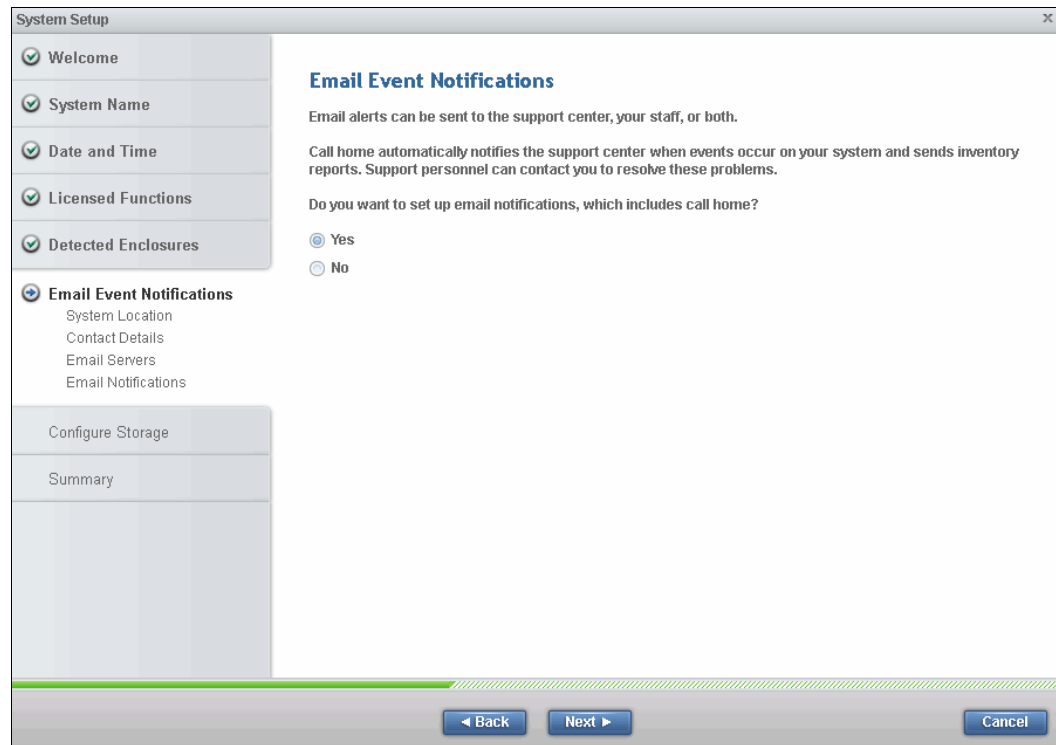 System Setup
x
Welcome
System Name
Date and Time
Licensed Functions
Detected Enclosures
Email Event Notifications
System Location
Contact Details
Email Servers
Email Notifications
Configure Storage
Summary
Email Event Notifications
Email alerts can be sent to the support center, your staff, or both.
Call home automatically notifies the support center when events occur on your system and sends inventory
reports. Support personnel can contact you to resolve these problems.
Do you want to set up email notifications, which includes call home?
Yes
No
Back
Next
Cancel